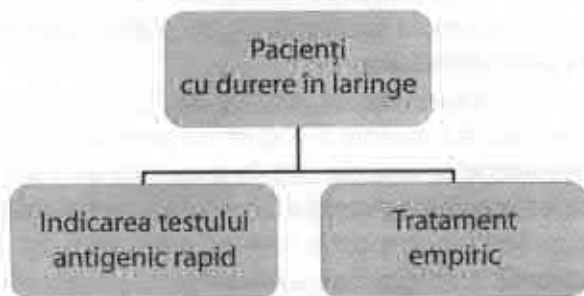 Pacienți
cu durere în laringe
Indicarea testului
antigenic rapid
Tratament
empiric